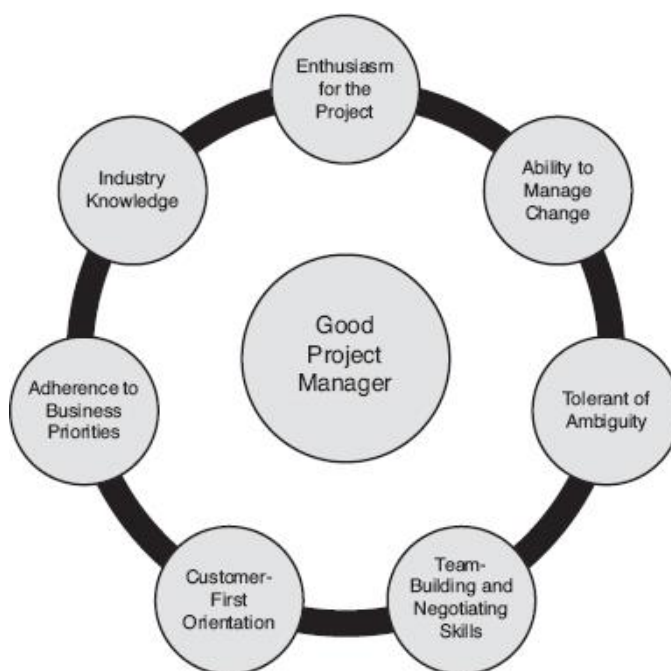 Enthusiasm
for the
Project
Ability to
Manage
Change
Tolerant of
Ambiguity
Team-
Building and
Negotiating
Skills
Customer-
First
Orientation
Adherence to
Business
Priorities
Industry
Knowledge
Good
Project
Manager